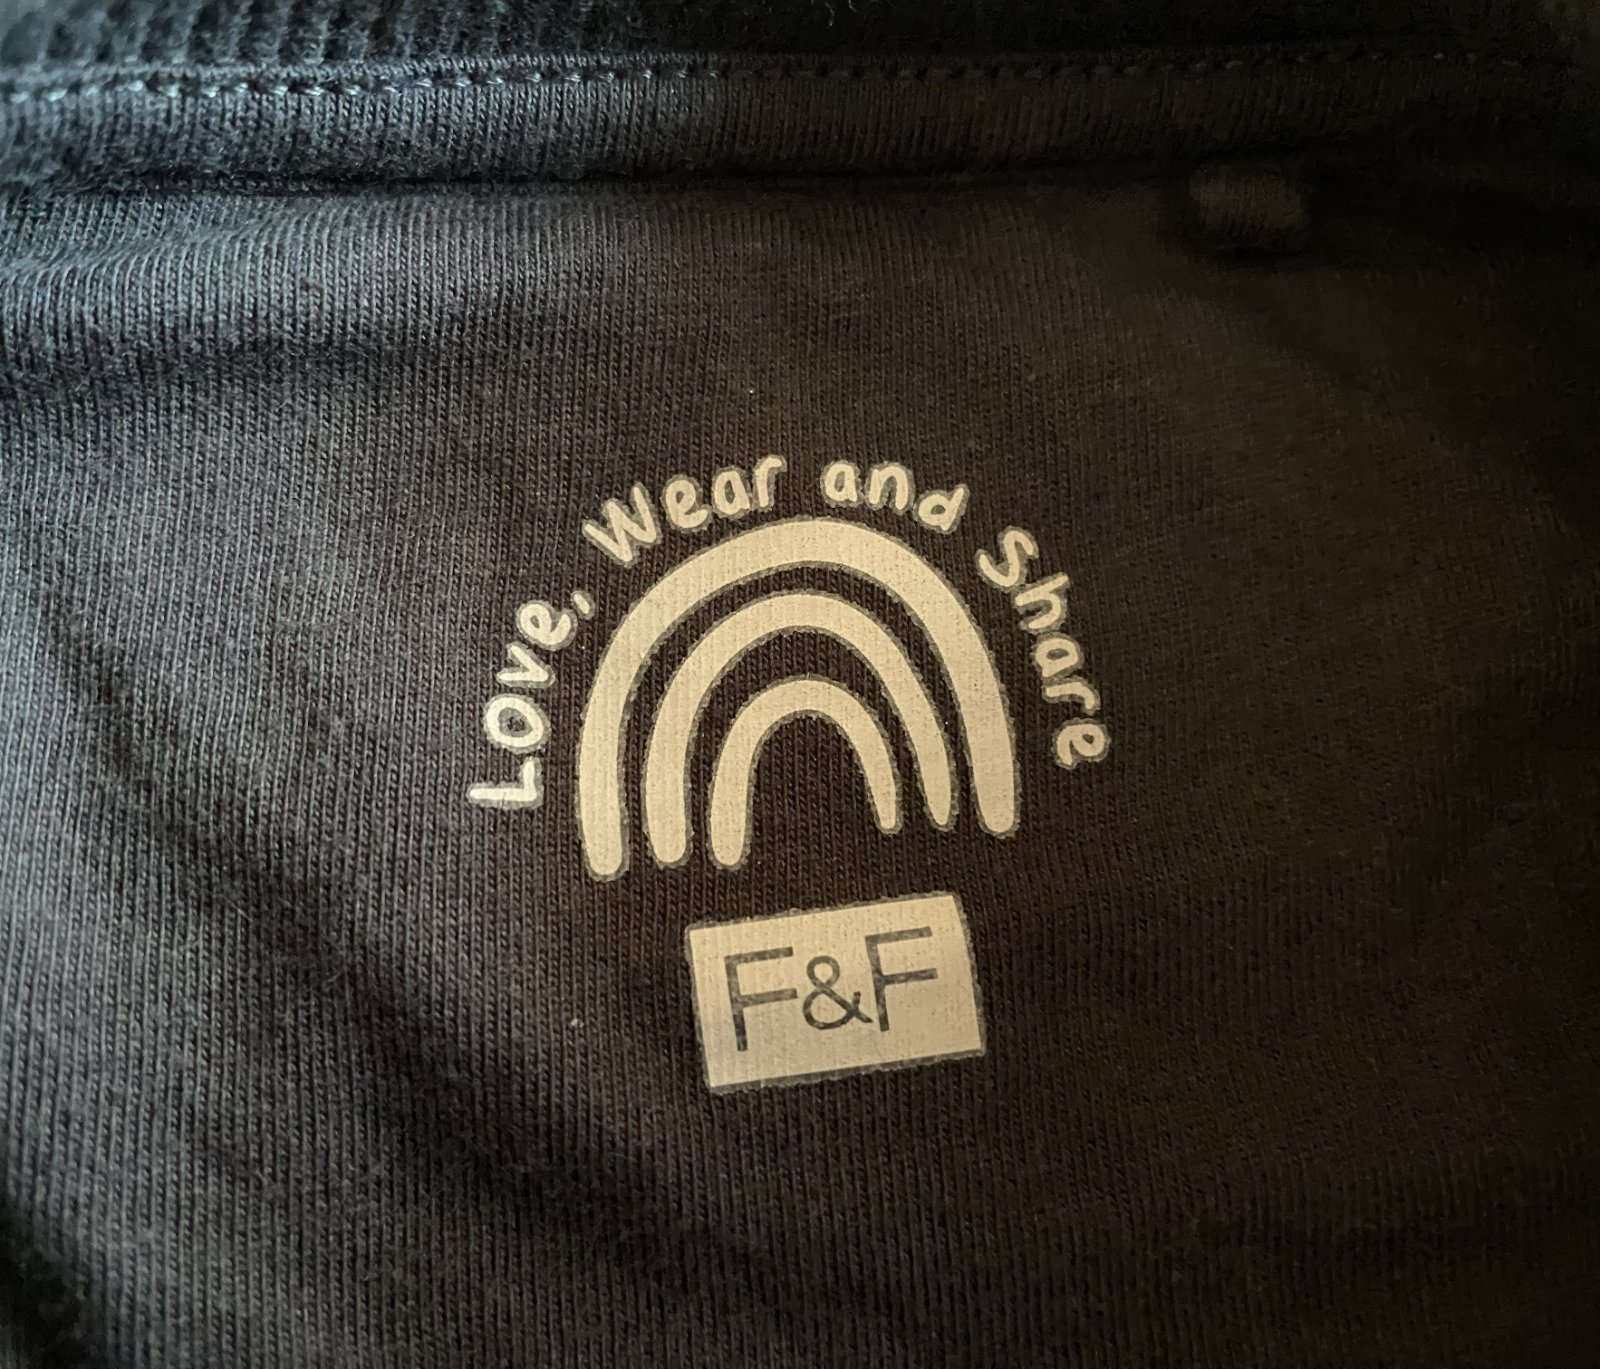 Love, Wear and Share
F&F